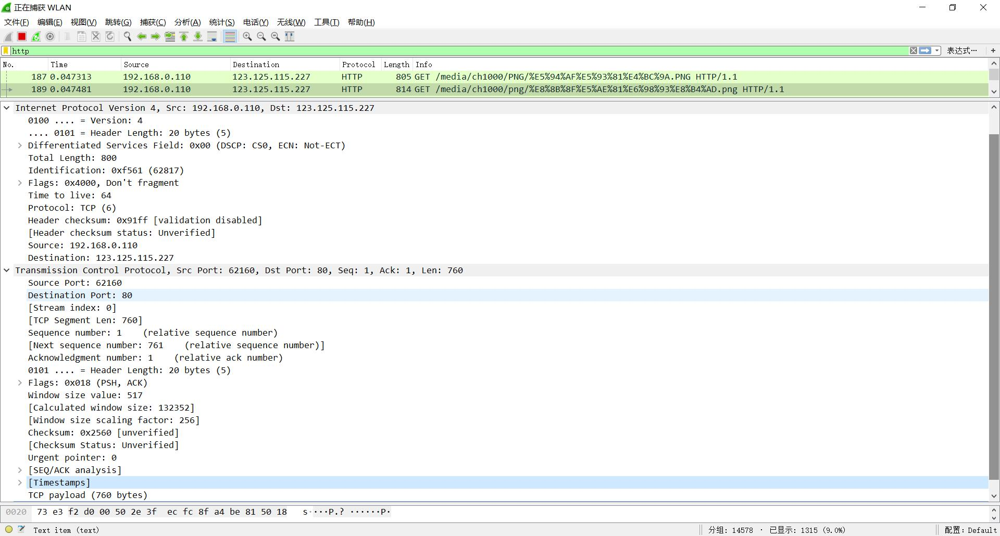 正在捕获 WLAN
文件(F) 编辑(E) 视图(V) 跳转(G) 捕获(C) 分析(A) 统计(S) 电话(Y) 无线(W) 工具(T) 帮助(H)
http 表达式… +
No. Time Source Destination Protocol Length Info
187 0.047313 192.168.0.110 123.125.115.227 HTTP 805 GET /media/ch1000/PNG/%E5%94%AF%E5%93%81%E4%BC%9A.PNG HTTP/1.1
189 0.047481 192.168.0.110 123.125.115.227 HTTP 814 GET /media/ch1000/png/%E8%8B%8F%E5%AE%81%E6%98%93%E8%B4%AD.png HTTP/1.1
Internet Protocol Version 4, Src: 192.168.0.110, Dst: 123.125.115.227
0100 .... = Version: 4
.... 0101 = Header Length: 20 bytes (5)
Differentiated Services Field: 0x00 (DSCP: CS0, ECN: Not-ECT)
Total Length: 800
Identification: 0xf561 (62817)
Flags: 0x4000, Don't fragment
Time to live: 64
Protocol: TCP (6)
Header checksum: 0x91ff [validation disabled]
[Header checksum status: Unverified]
Source: 192.168.0.110
Destination: 123.125.115.227
Transmission Control Protocol, Src Port: 62160, Dst Port: 80, Seq: 1, Ack: 1, Len: 760
Source Port: 62160
Destination Port: 80
[Stream index: 0]
[TCP Segment Len: 760]
Sequence number: 1    (relative sequence number)
[Next sequence number: 761    (relative sequence number)]
Acknowledgment number: 1    (relative ack number)
0101 .... = Header Length: 20 bytes (5)
Flags: 0x018 (PSH, ACK)
Window size value: 517
[Calculated window size: 132352]
[Window size scaling factor: 256]
Checksum: 0x2560 [unverified]
[Checksum Status: Unverified]
Urgent pointer: 0
[SEQ/ACK analysis]
[Timestamps]
TCP payload (760 bytes)
0020 73 e3 f2 d0 00 50 2e 3f ec fc 8f a4 be 81 50 18 s····P.? ······P·
Text item (text) 分组: 14578 · 已显示: 1315 (9.0%) 配置: Default